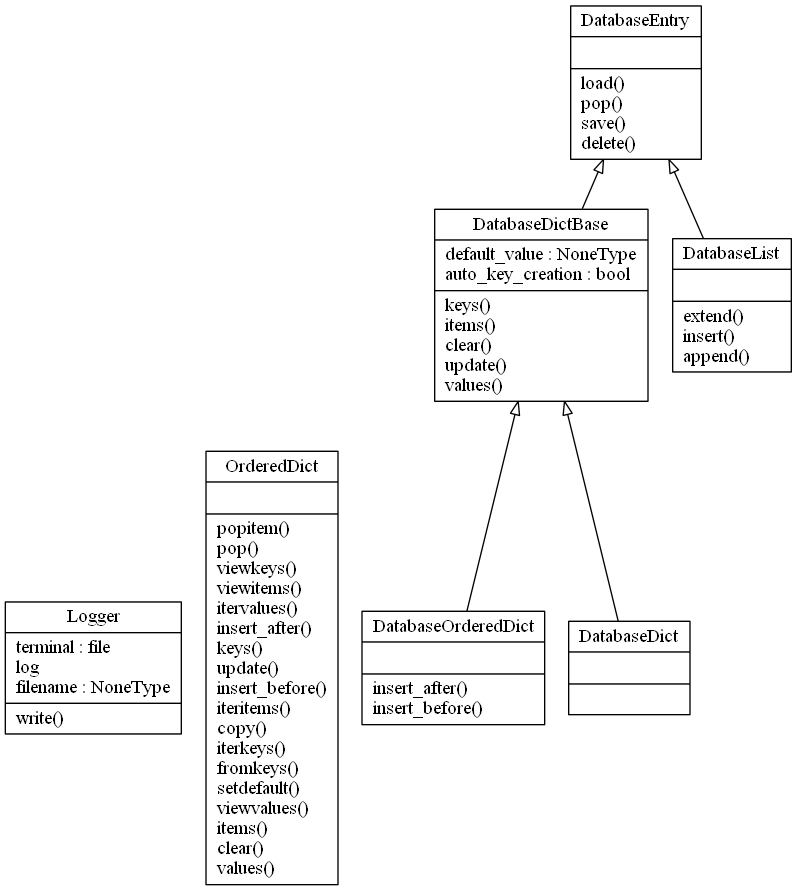 DatabaseEntry
load()
pop()
save()
delete()
DatabaseDictBase
default_value : NoneType
auto_key_creation : bool
keys()
items()
clear()
update()
values()
DatabaseList
extend()
insert()
append()
OrderedDict
popitem()
pop()
viewkeys()
viewitems()
itervalues()
insert_after()
keys()
update()
insert_before()
iteritems()
copy()
iterkeys()
fromkeys()
setdefault()
viewvalues()
items()
clear()
values()
Logger
terminal : file
log
filename : NoneType
write()
DatabaseOrderedDict
insert_after()
insert_before()
DatabaseDict